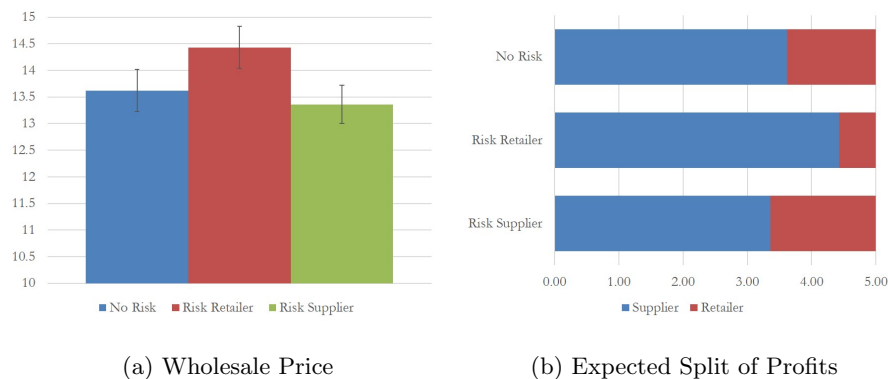 15
14.5
14
13.5
13
12.5
12
11.5
11
10.5
10
No Risk Risk Retailer Risk Supplier
(a) Wholesale Price
No Risk
Risk Retailer
Risk Supplier
0.00 1.00 2.00 3.00 4.00 5.00
Supplier Retailer
(b) Expected Split of Profits